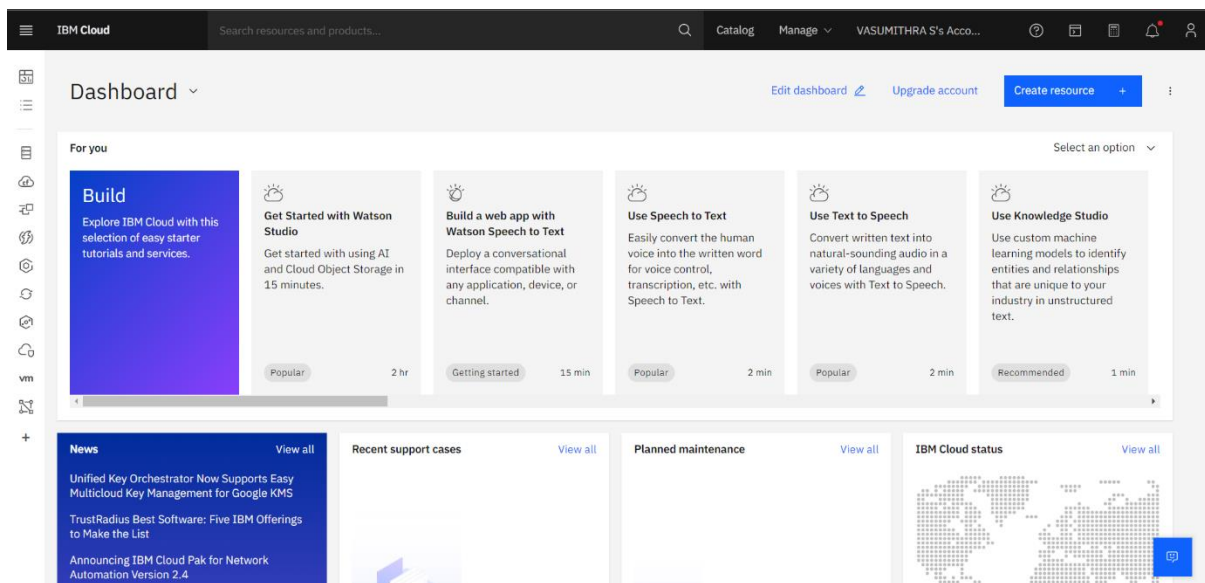 IBM Cloud
Search resources and products...
Catalog
Manage
VASUMITHRA S's Acco...
Dashboard
Edit dashboard
Upgrade account
Create resource +
For you
Select an option
Build
Explore IBM Cloud with this
selection of easy starter
tutorials and services.
Get Started with Watson
Studio
Get started with using AI
and Cloud Object Storage in
15 minutes.
Popular
2 hr
Build a web app with
Watson Speech to Text
Deploy a conversational
interface compatible with
any application, device, or
channel.
Getting started
15 min
Use Speech to Text
Easily convert the human
voice into the written word
for voice control,
transcription, etc. with
Speech to Text.
Popular
2 min
Use Text to Speech
Convert written text into
natural-sounding audio in a
variety of languages and
voices with Text to Speech.
Popular
2 min
Use Knowledge Studio
Use custom machine
learning models to identify
entities and relationships
that are unique to your
industry in unstructured
text.
Recommended
1 min
vm
+
News
View all
Unified Key Orchestrator Now Supports Easy
Multicloud Key Management for Google KMS
TrustRadius Best Software: Five IBM Offerings
to Make the List
Announcing IBM Cloud Pak for Network
Automation Version 2.4
Recent support cases
View all
Planned maintenance
View all
IBM Cloud status
View all